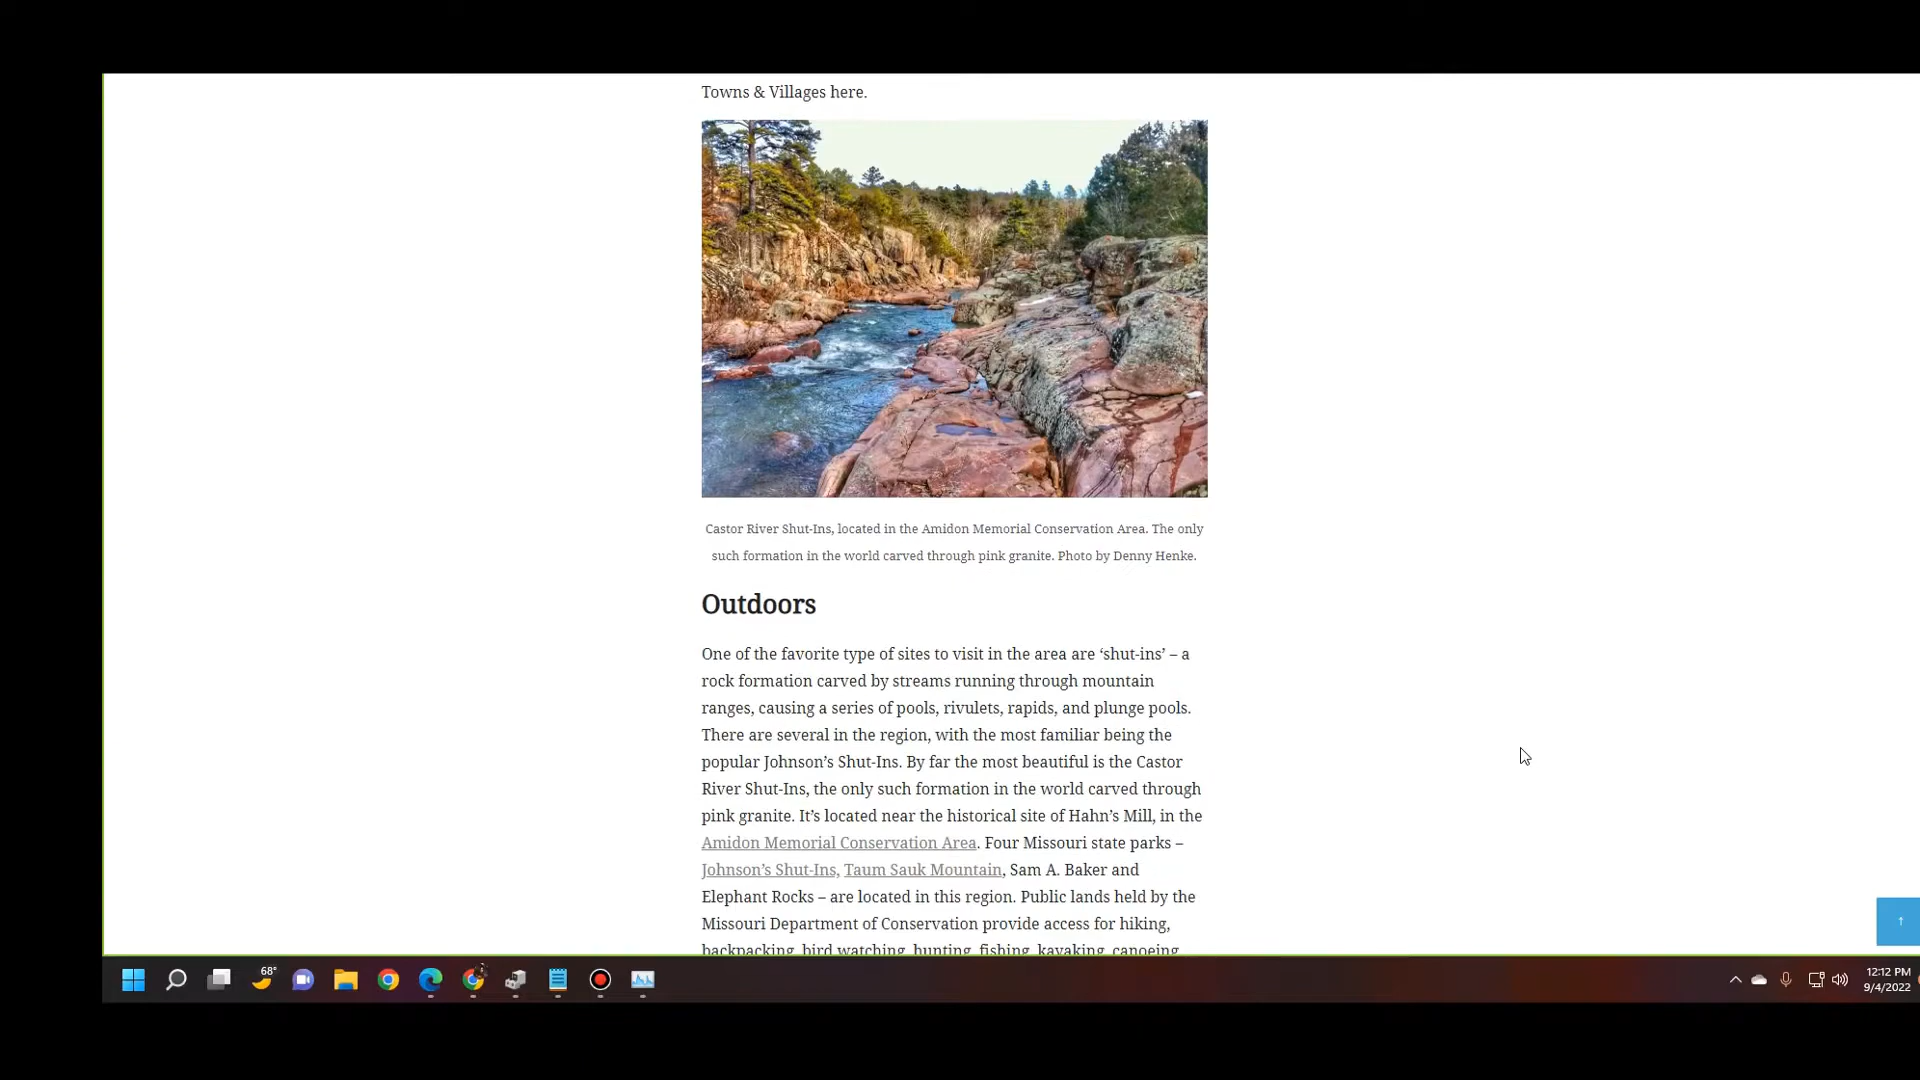 Towns & Villages here.
Castor River Shut-Ins, located in the Amidon Memorial Conservation Area. The only
such formation in the world carved through pink granite. Photo by Denny Henke.
Outdoors
One of the favorite type of sites to visit in the area are ‘shut-ins’ – a
rock formation carved by streams running through mountain
ranges, causing a series of pools, rivulets, rapids, and plunge pools.
There are several in the region, with the most familiar being the
popular Johnson’s Shut-Ins. By far the most beautiful is the Castor
River Shut-Ins, the only such formation in the world carved through
pink granite. It’s located near the historical site of Hahn’s Mill, in the
Amidon Memorial Conservation Area. Four Missouri state parks –
Johnson’s Shut-Ins, Taum Sauk Mountain, Sam A. Baker and
Elephant Rocks – are located in this region. Public lands held by the
Missouri Department of Conservation provide access for hiking,
backpacking, bird watching, hunting, fishing, kayaking, canoeing,
↑
68°
12:12 PM
9/4/2022